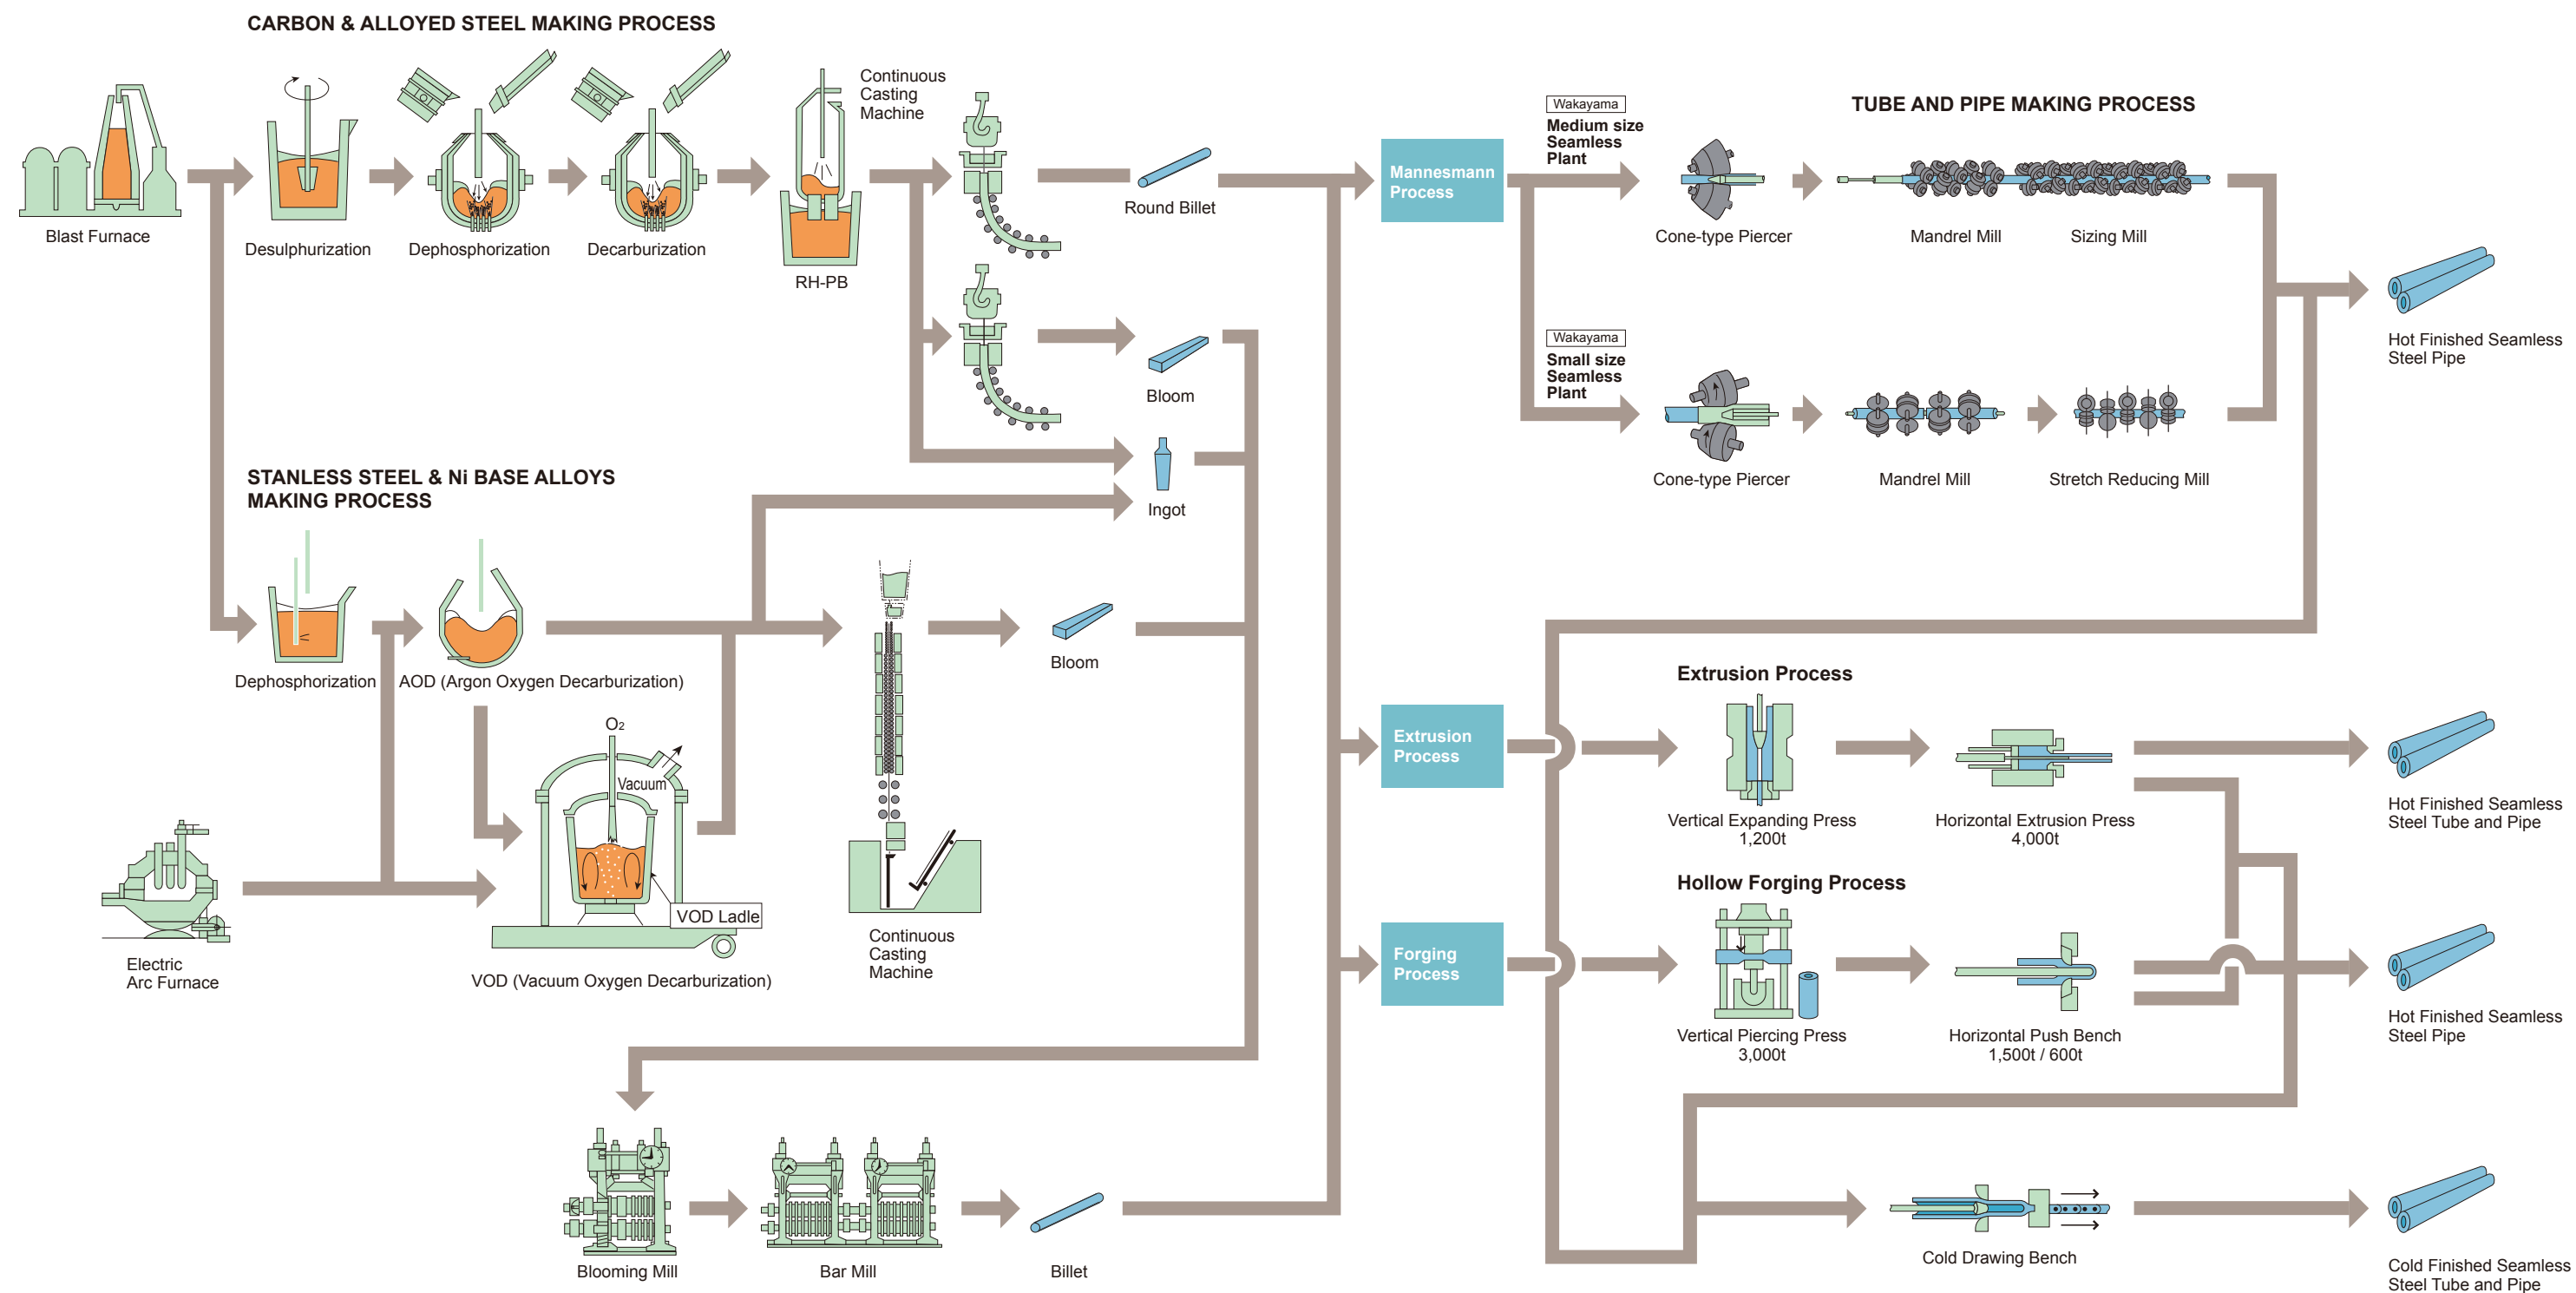 CARBON & ALLOYED STEEL MAKING PROCESS
Continuous
Casting
Machine
Blast Furnace
Desulphurization
Dephosphorization
Decarburization
RH-PB
Round Billet
Bloom
Ingot
STANLESS STEEL & Ni BASE ALLOYS
MAKING PROCESS
Dephosphorization
AOD (Argon Oxygen Decarburization)
Bloom
O2
Vacuum
VOD Ladle
Electric
Arc Furnace
VOD (Vacuum Oxygen Decarburization)
Continuous
Casting
Machine
Blooming Mill
Bar Mill
Billet
Mannesmann
Process
Wakayama
Medium size
Seamless
Plant
TUBE AND PIPE MAKING PROCESS
Cone-type Piercer
Mandrel Mill
Sizing Mill
Hot Finished Seamless
Steel Pipe
Wakayama
Small size
Seamless
Plant
Cone-type Piercer
Mandrel Mill
Stretch Reducing Mill
Extrusion
Process
Extrusion Process
Vertical Expanding Press
1,200t
Horizontal Extrusion Press
4,000t
Hot Finished Seamless
Steel Tube and Pipe
Forging
Process
Hollow Forging Process
Vertical Piercing Press
3,000t
Horizontal Push Bench
1,500t / 600t
Hot Finished Seamless
Steel Pipe
Cold Drawing Bench
Cold Finished Seamless
Steel Tube and Pipe